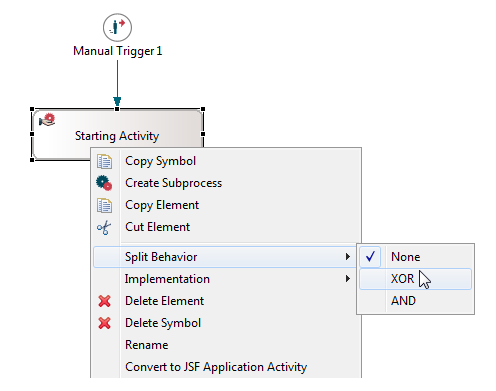 Manual Trigger 1
Starting Activity
Copy Symbol
Create Subprocess
Copy Element
Cut Element
Split Behavior
None
Implementation
XOR
Delete Element
AND
Delete Symbol
Rename
Convert to JSF Application Activity